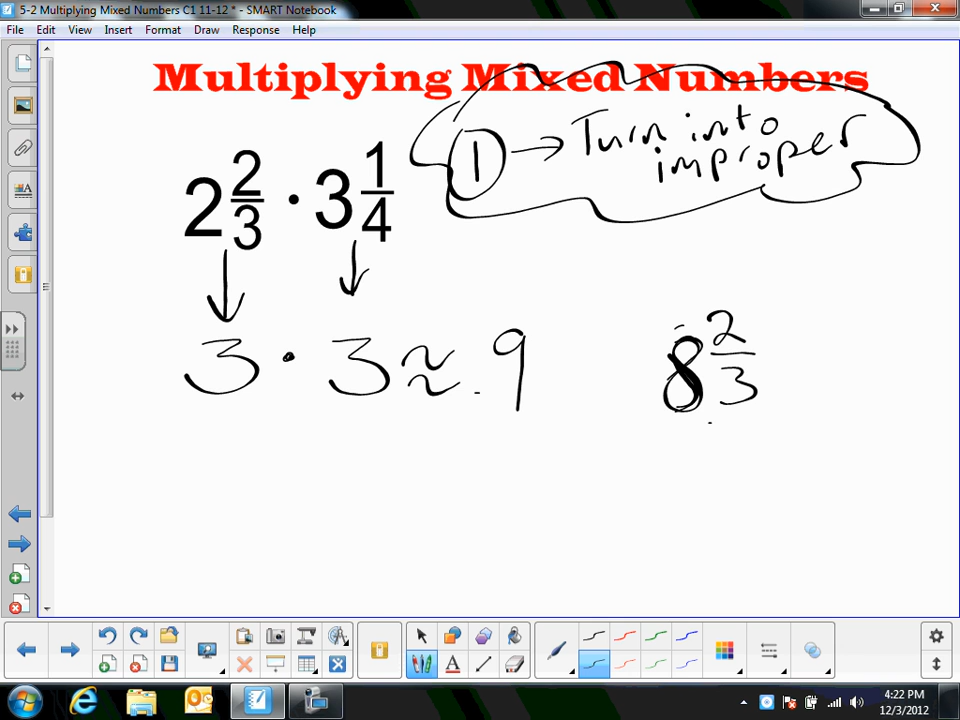 5-2 Multiplying Mixed Numbers C1 11-12 * - SMART Notebook
File Edit View Insert Format Draw Response Help
Multiplying Mixed Numbers
1 → Turn into
improper
2 2/3 · 3 1/4
3 · 3 ≈ 9
8 2/3
4:22 PM
12/3/2012